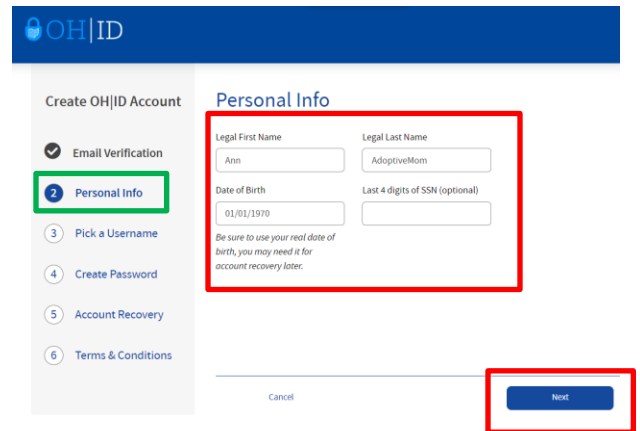 OH|ID
Create OH|ID Account
Email Verification
2 Personal Info
3 Pick a Username
4 Create Password
5 Account Recovery
6 Terms & Conditions
Personal Info
Legal First Name Legal Last Name
Ann AdoptiveMom
Date of Birth Last 4 digits of SSN (optional)
01/01/1970
Be sure to use your real date of
birth, you may need it for
account recovery later.
Cancel Next